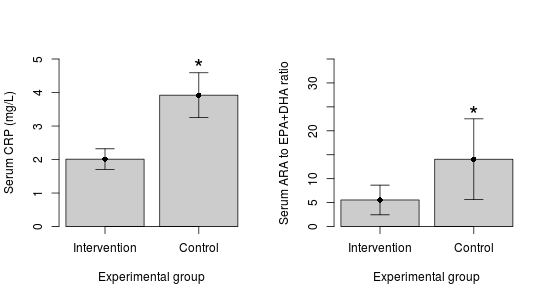 Serum CRP (mg/L)
5
4
3
2
1
0
*
Intervention Control
Experimental group
Serum ARA to EPA+DHA ratio
30
20
10
5
0
*
Intervention Control
Experimental group